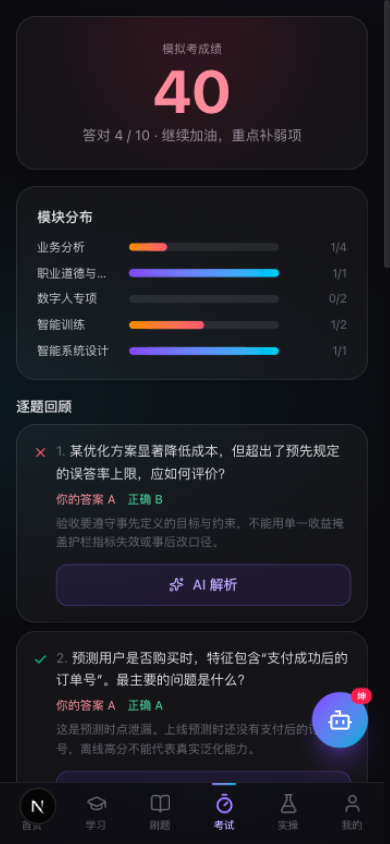 模拟考成绩
40
答对 4 / 10 · 继续加油，重点补弱项
模块分布
业务分析 1/4
职业道德与... 1/1
数字人专项 0/2
智能训练 1/2
智能系统设计 1/1
逐题回顾
1. 某优化方案显著降低成本，但超出了预先规定
的误答率上限，应如何评价？
你的答案 A 正确 B
验收要遵守事先定义的目标与约束，不能用单一收益掩
盖护栏指标失效或事后改口径。
AI 解析
2. 预测用户是否购买时，特征包含“支付成功后的
订单号”。最主要的问题是什么？
你的答案 A 正确 A
这是预测时点泄漏。上线预测时还没有支付后的订
号，离线高分不能代表真实泛化能力。
坤
N
首页 学习 刷题 考试 实操 我的